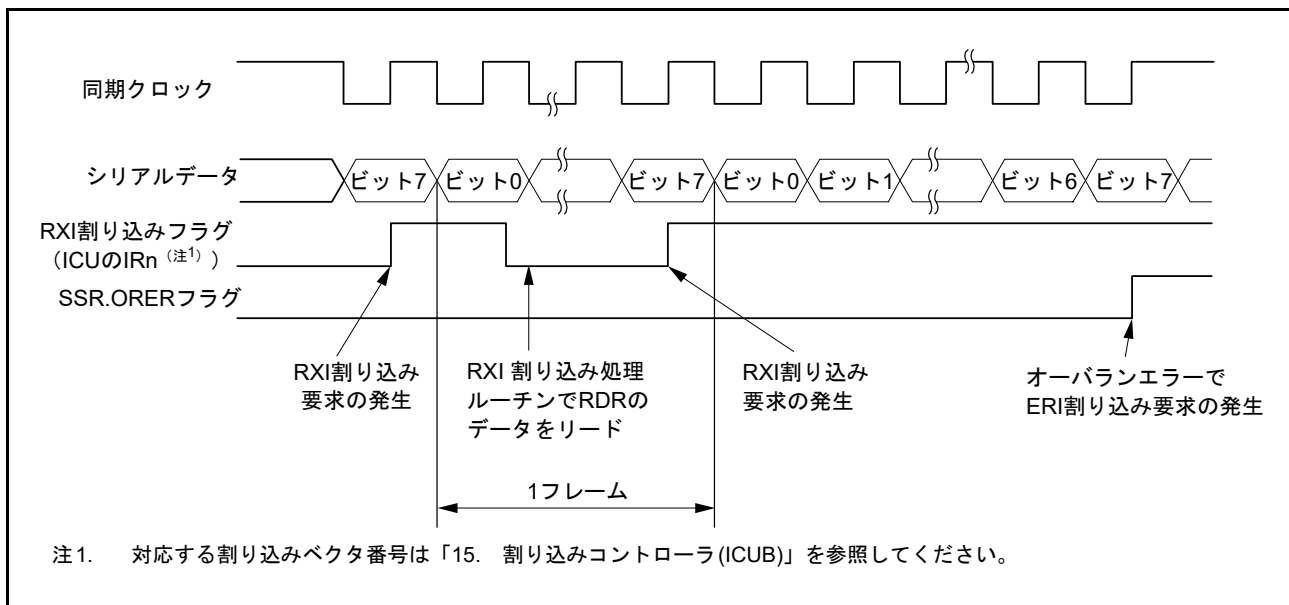 同期クロック
シリアルデータ
ビット7 ビット0 ビット7 ビット0 ビット1 ビット6 ビット7
RXI割り込みフラグ
（ICUのIRn（注1））
SSR.ORERフラグ
RXI割り込み
要求の発生
RXI 割り込み処理
ルーチンでRDRの
データをリード
RXI割り込み
要求の発生
オーバランエラーで
ERI割り込み要求の発生
1フレーム
注1. 対応する割り込みベクタ番号は「15. 割り込みコントローラ(ICUB)」を参照してください。